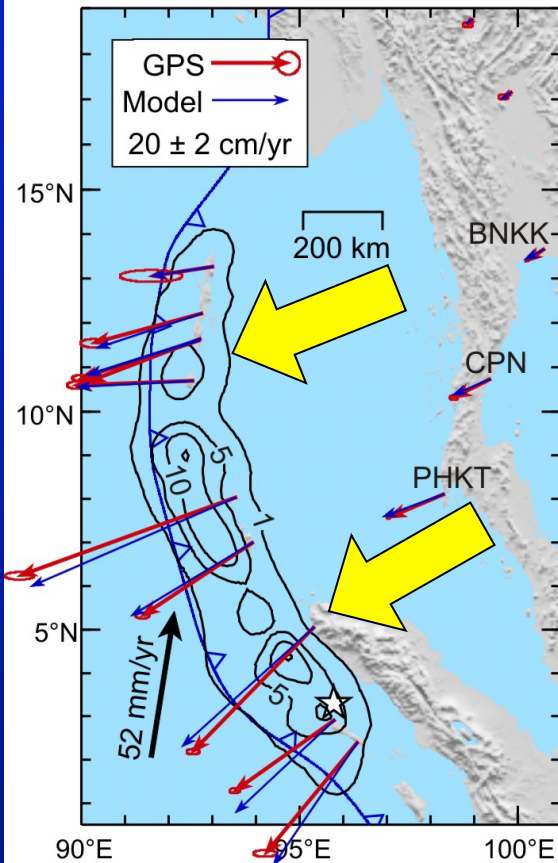 GPS
Model
20 ± 2 cm/yr
15°N
200 km
BNKK
CPN
10°N
5
10
1
PHKT
5°N
52 mm/yr
5
90°E
95°E
100°E